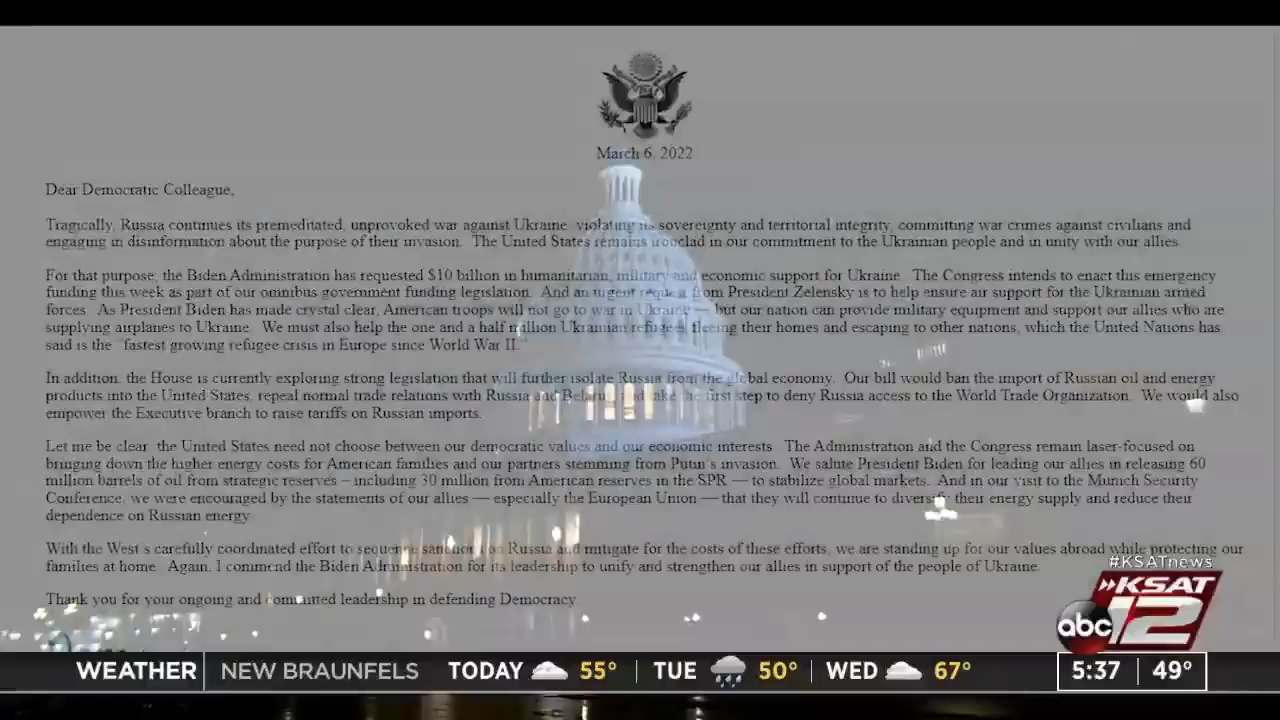 March 6, 2022
Dear Democratic Colleague,
Tragically, Russia continues its premeditated, unprovoked war against Ukraine, violating its sovereignty and territorial integrity, committing war crimes against civilians and
engaging in disinformation about the purpose of their invasion. The United States remains ironclad in our commitment to the Ukrainian people and in unity with our allies.
For that purpose, the Biden Administration has requested $10 billion in humanitarian, military and economic support for Ukraine. The Congress intends to enact this emergency
funding this week as part of our omnibus government funding legislation. And an urgent request from President Zelensky is to help ensure air support for the Ukrainian armed
forces. As President Biden has made crystal clear, American troops will not go to war in Ukraine — but our nation can provide military equipment and support our allies who are
supplying airplanes to Ukraine. We must also help the one and a half million Ukrainian refugees fleeing their homes and escaping to other nations, which the United Nations has
said is the "fastest growing refugee crisis in Europe since World War II."
In addition, the House is currently exploring strong legislation that will further isolate Russia from the global economy. Our bill would ban the import of Russian oil and energy
products into the United States, repeal normal trade relations with Russia and Belarus, and take the first step to deny Russia access to the World Trade Organization. We would also
empower the Executive branch to raise tariffs on Russian imports.
Let me be clear: the United States need not choose between our democratic values and our economic interests. The Administration and the Congress remain laser-focused on
bringing down the higher energy costs for American families and our partners stemming from Putin's invasion. We salute President Biden for leading our allies in releasing 60
million barrels of oil from strategic reserves – including 30 million from American reserves in the SPR — to stabilize global markets. And in our visit to the Munich Security
Conference, we were encouraged by the statements of our allies — especially the European Union — that they will continue to diversify their energy supply and reduce their
dependence on Russian energy.
With the West's carefully coordinated effort to sequence sanctions on Russia and mitigate for the costs of these efforts, we are standing up for our values abroad while protecting our
families at home. Again, I commend the Biden Administration for its leadership to unify and strengthen our allies in support of the people of Ukraine.
Thank you for your ongoing and committed leadership in defending Democracy.
#KSATnews
KSAT
abc 12
WEATHER NEW BRAUNFELS TODAY 55° TUE 50° WED 67° 5:37 49°